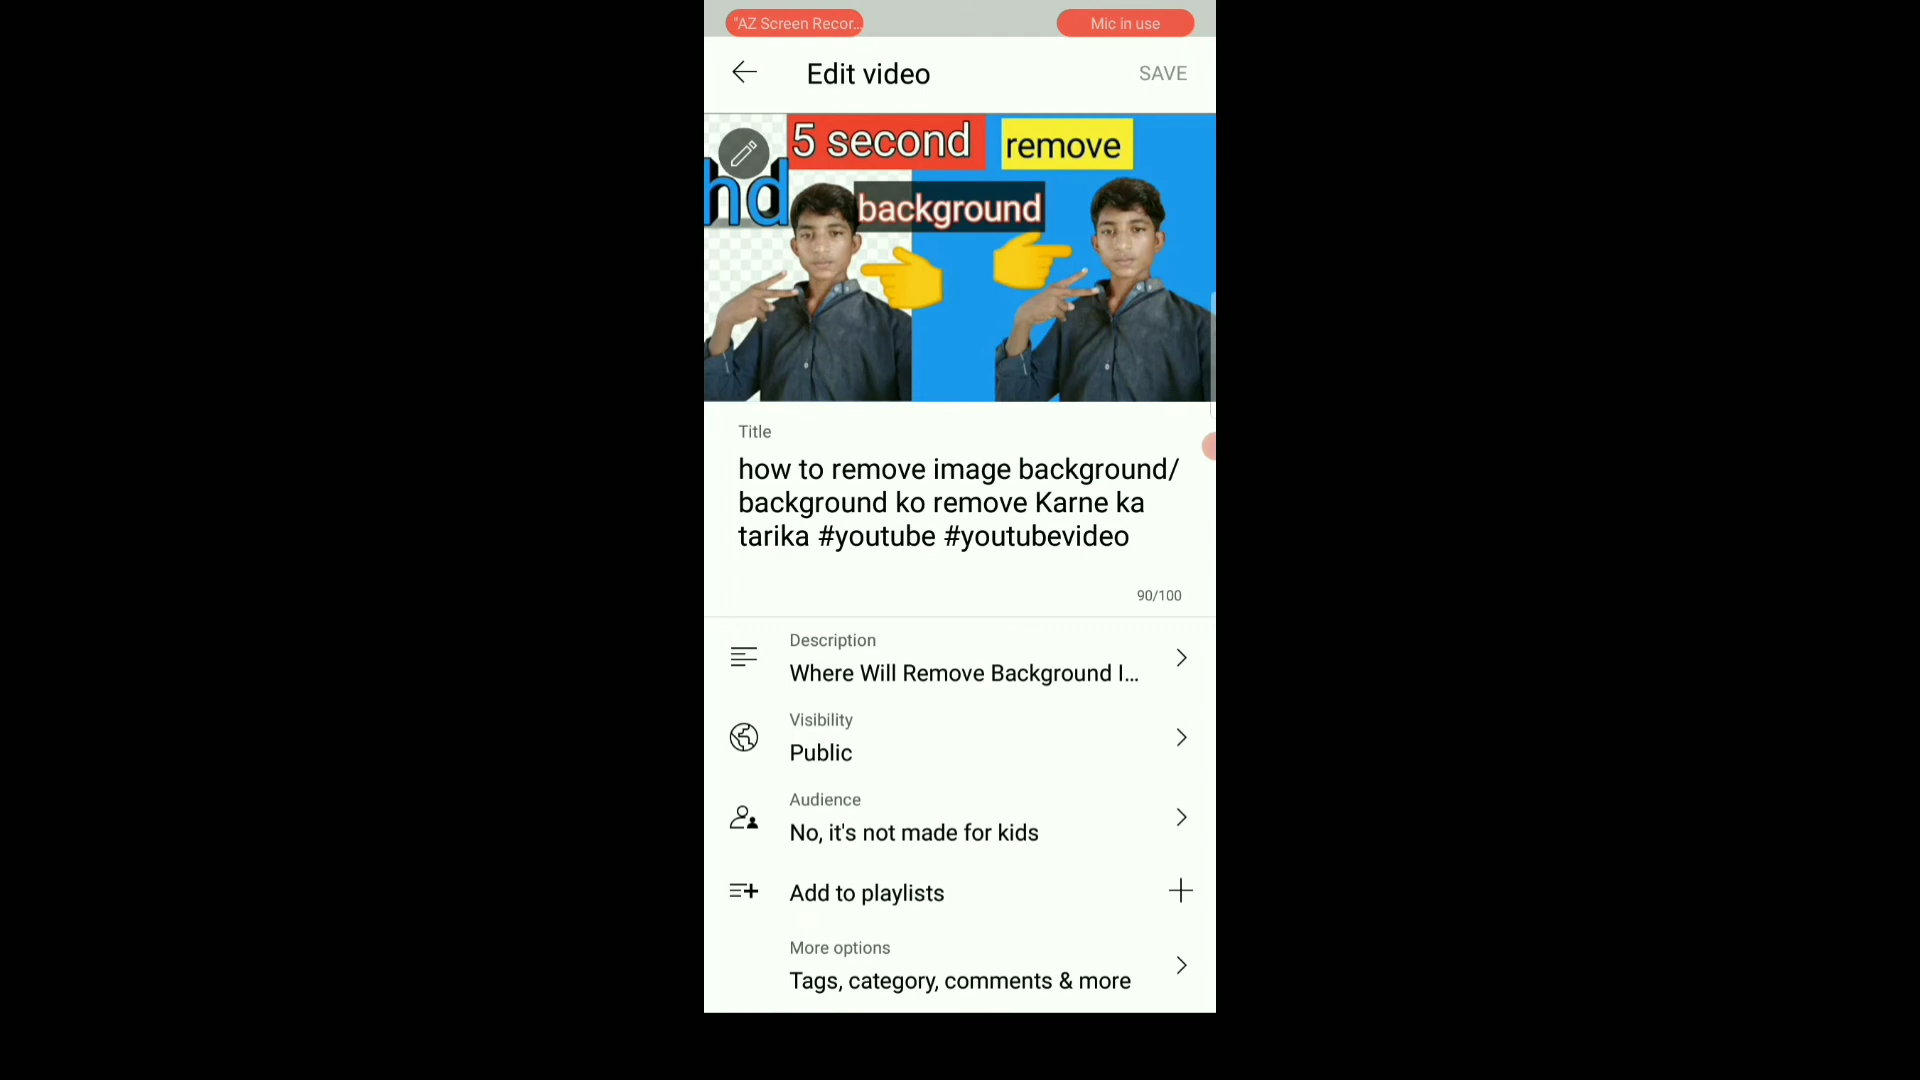 "AZ Screen Recor...
Mic in use
Edit video
SAVE
5 second
remove
hd
background
Title
how to remove image background/
background ko remove Karne ka
tarika #youtube #youtubevideo
90/100
Description
Where Will Remove Background I...
Visibility
Public
Audience
No, it's not made for kids
Add to playlists
More options
Tags, category, comments & more